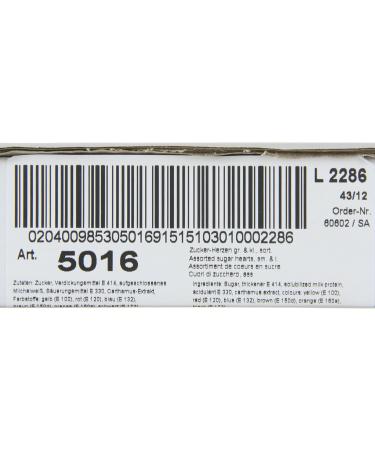 L 2286
43/12
Order-Nr.
60602 / SA
02040098530501691515103010002286
Art. 5016
Zucker-Herzen gr. & kl., sort.
Assorted sugar hearts, sm. & l.
Assortiment de coeurs en sucre
Cuori di zucchero, ass
Zutaten: Zucker, Verdickungsmittel E 414, aufgeschlossenes
Milcheiweiß, Säuerungsmittel E 330, Carthamus-Extrakt,
Farbstoffe: gelb (E 100), rot (E 120), blau (E 132),
Ingredients: Sugar, thickener E 414, solubilized milk protein,
acidulant E 330, carthamus extract, colours: yellow (E 100),
red (E 120), blue (E 132), brown (E 150d), orange (E 160a),